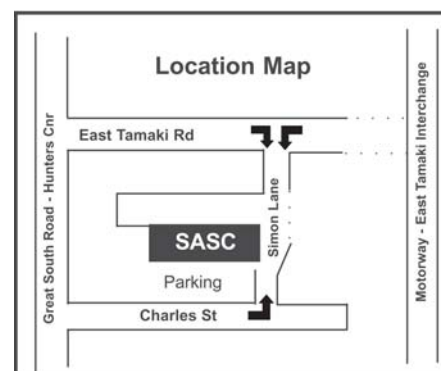 Location Map
East Tamaki Rd
Great South Road - Hunters Cnr
Simon Lane
Motorway - East Tamaki Interchange
SASC
Parking
Charles St